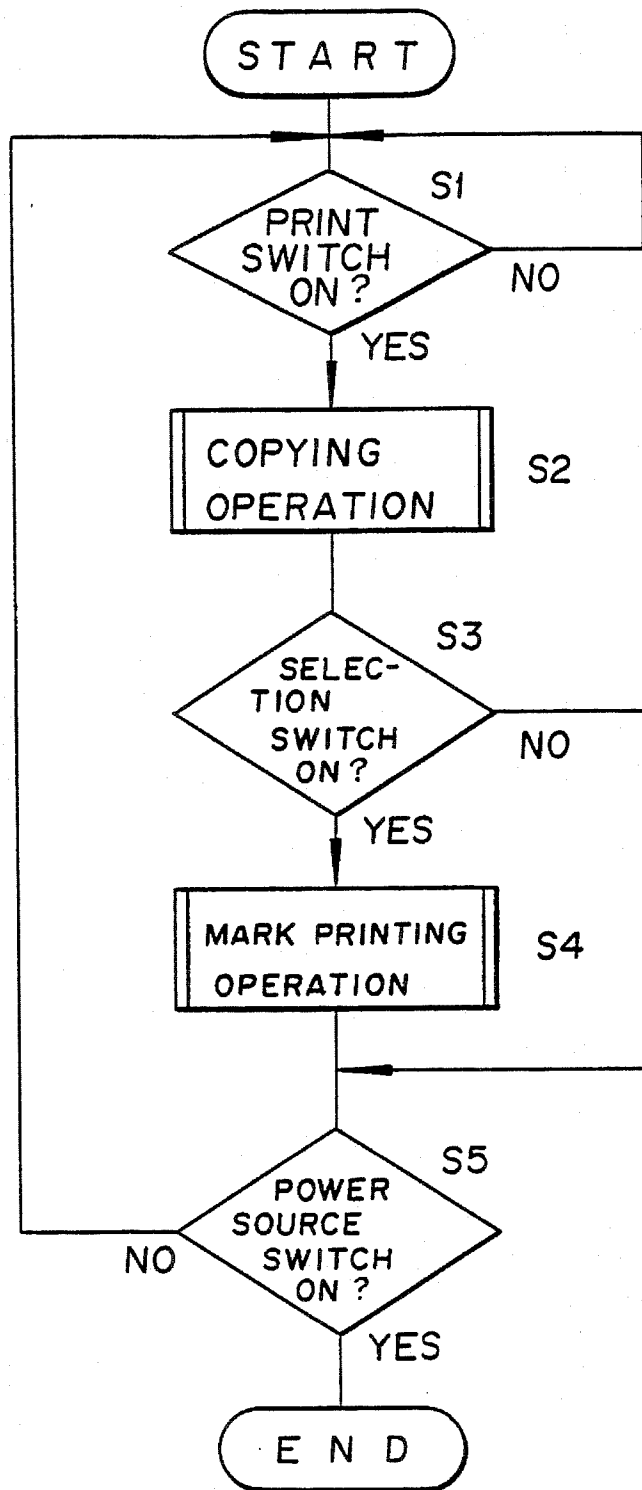 START
S1
PRINT
SWITCH
ON?
NO
YES
COPYING
OPERATION
S2
S3
SELEC-
TION
SWITCH
ON?
NO
YES
MARK PRINTING
OPERATION
S4
S5
POWER
SOURCE
SWITCH
ON?
NO
YES
END